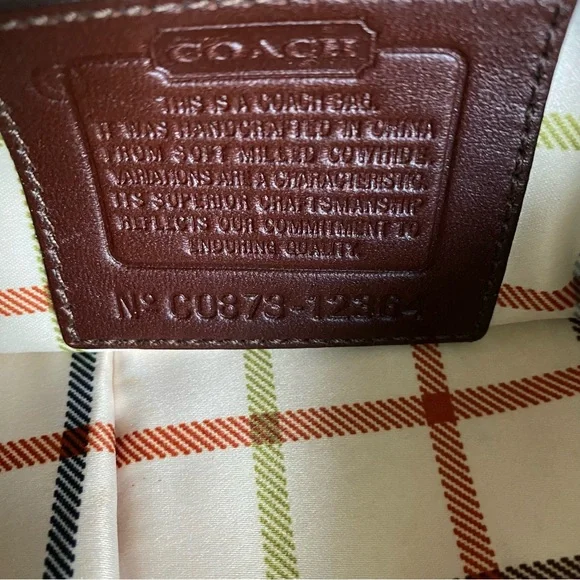 COACH
THIS IS A COACH BAG.
IT WAS HANDCRAFTED IN CHINA
FROM SOFT MILLED COWHIDE.
VARIATIONS ARE A CHARACTERISTIC.
ITS SUPERIOR CRAFTSMANSHIP
REFLECTS OUR COMMITMENT TO
ENDURING QUALITY.
Nº C0873-1236